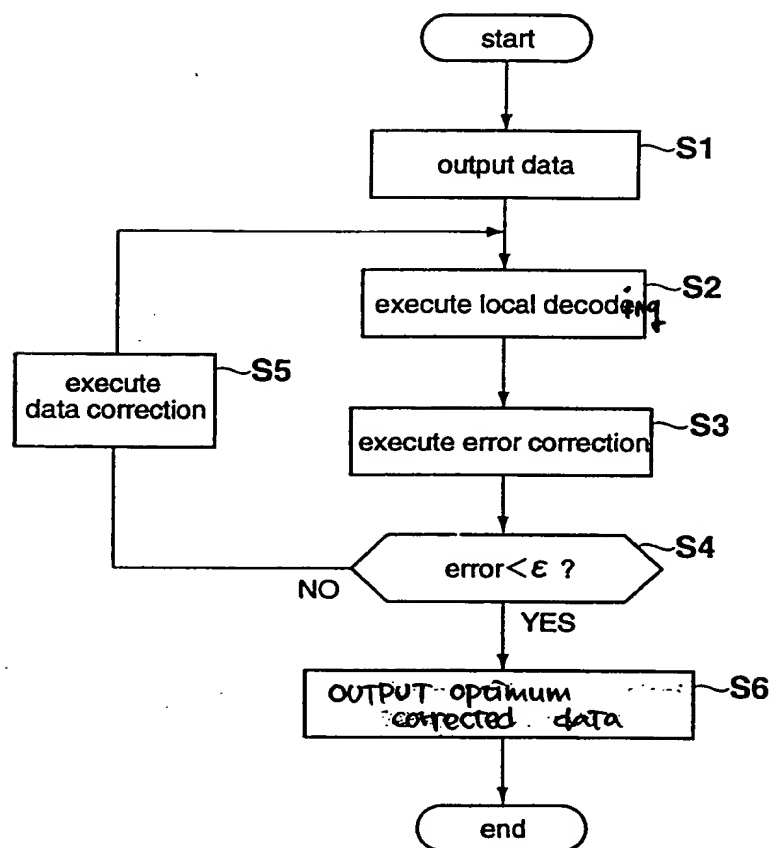 start
output data
S1
execute local decoding
S2
execute
data correction
S5
execute error correction
S3
error<ε ?
S4
NO
YES
OUTPUT optimum
corrected data
S6
end